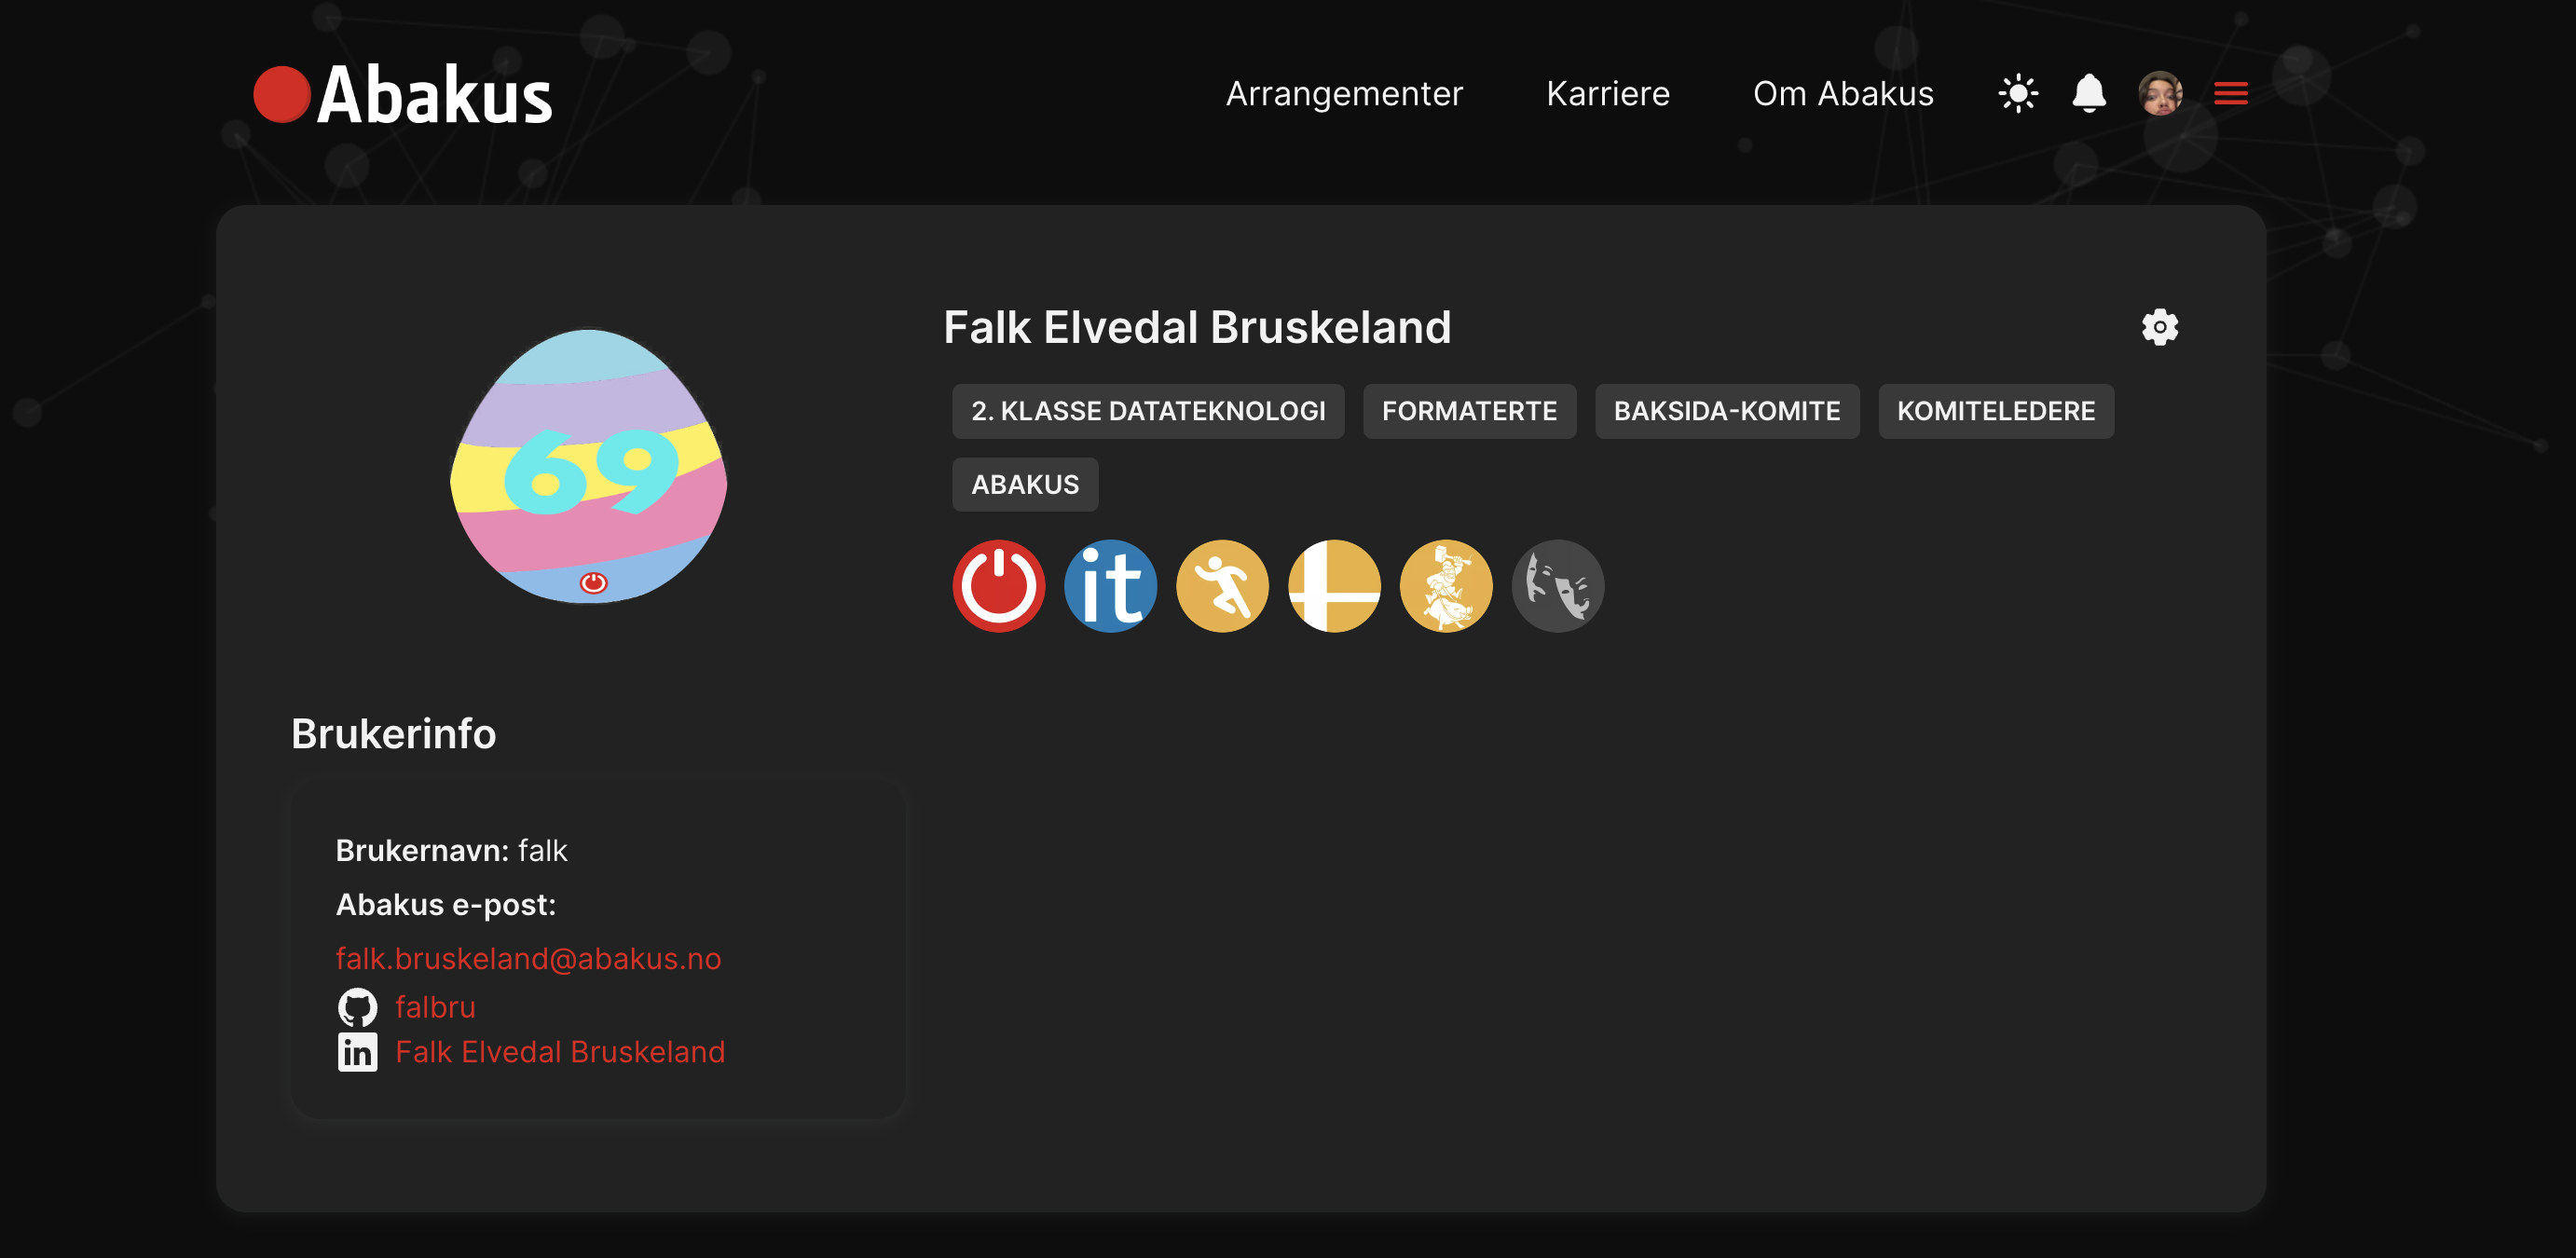 Abakus
Arrangementer Karriere Om Abakus
69
Falk Elvedal Bruskeland
2. KLASSE DATATEKNOLOGI FORMATERTE BAKSIDA-KOMITE KOMITELEDERE
ABAKUS
it
Brukerinfo
Brukernavn: falk
Abakus e-post:
falk.bruskeland@abakus.no
falbru
in Falk Elvedal Bruskeland